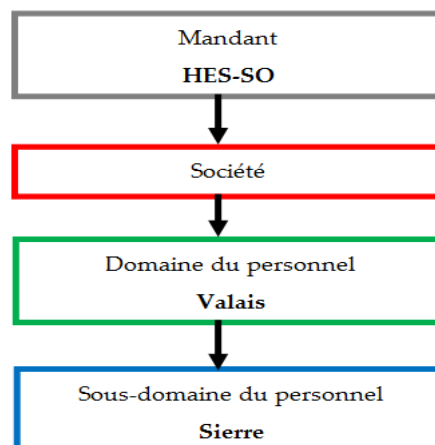 Mandant
HES-SO
Société
Domaine du personnel
Valais
Sous-domaine du personnel
Sierre